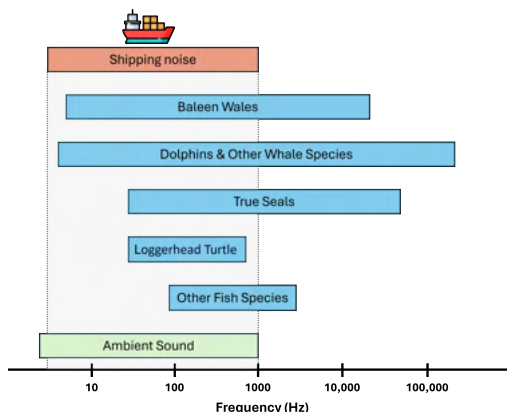 Shipping noise
Baleen Wales
Dolphins & Other Whale Species
True Seals
Loggerhead Turtle
Other Fish Species
Ambient Sound
10 100 1000 10,000 100,000
Frequency (Hz)